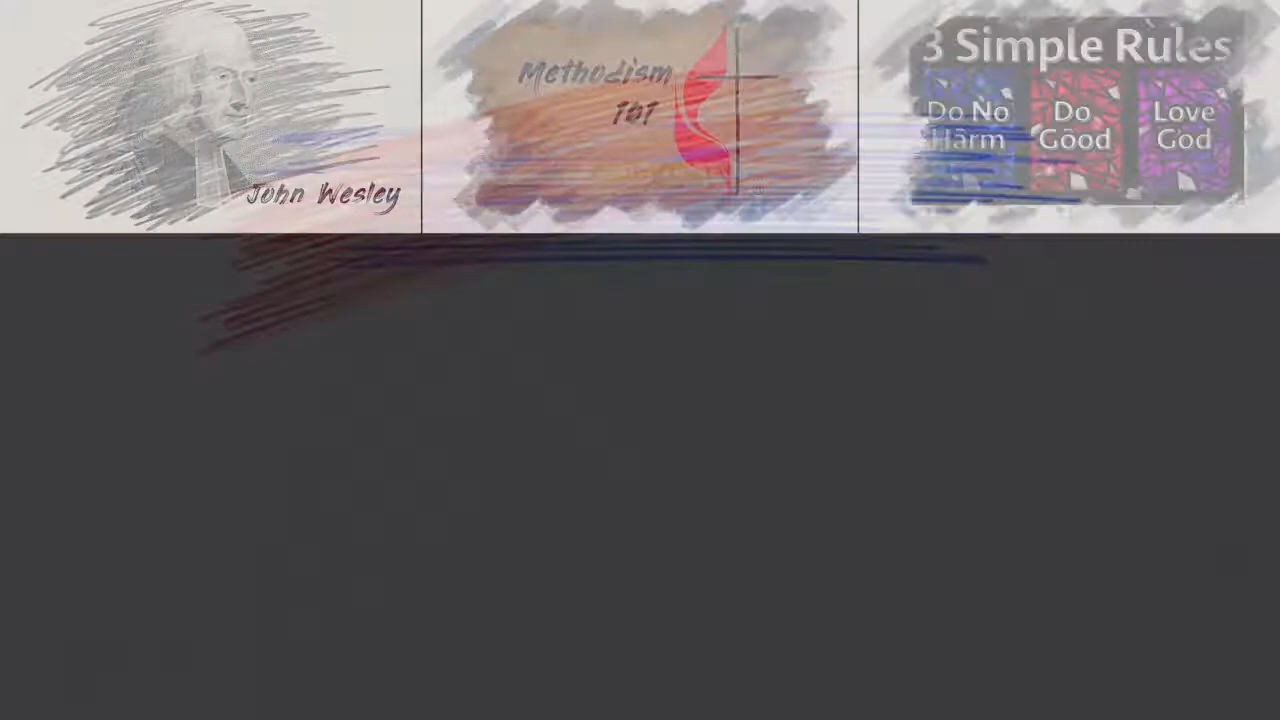 John Wesley
Methodism
101
3 Simple Rules
Do No
Harm
Do
Good
Love
God